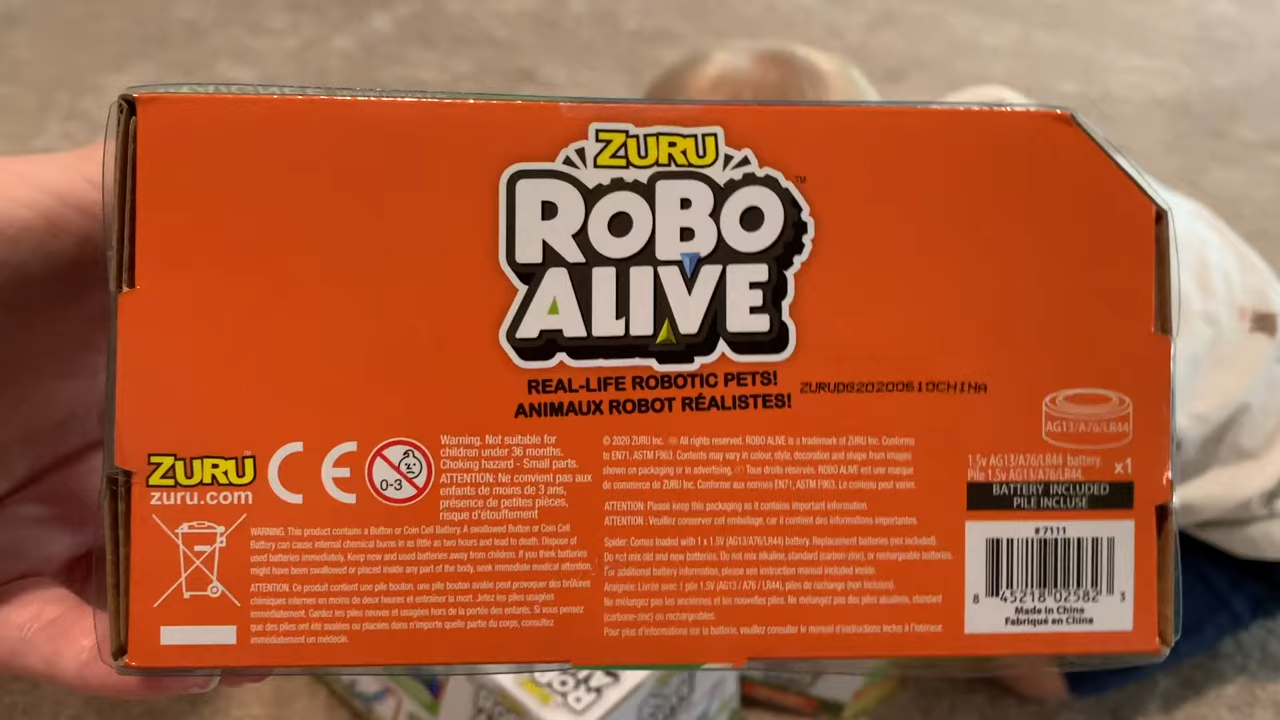 ZURU
ROBO
ALIVE
TM
REAL-LIFE ROBOTIC PETS!
ANIMAUX ROBOT RÉALISTES!
ZURUDG20200610CHINA
AG13/A76/LR44
1.5v AG13/A76/LR44 battery.
Pile 1.5v AG13/A76/LR44.
x1
BATTERY INCLUDED
PILE INCLUSE
ZURU
zuru.com
CE
0-3
Warning. Not suitable for
children under 36 months.
Choking hazard - Small parts.
ATTENTION: Ne convient pas aux
enfants de moins de 3 ans,
présence de petites pièces,
risque d'étouffement
© 2020 ZURU Inc. All rights reserved. ROBO ALIVE is a trademark of ZURU Inc. Conforms
to EN71, ASTM F963. Contents may vary in colour, style, decoration and shape from images
shown on packaging or in advertising. Tous droits réservés. ROBO ALIVE est une marque
de commerce de ZURU Inc. Conforme aux normes EN71, ASTM F963. Le contenu peut varier.
ATTENTION: Please keep this packaging as it contains important information.
ATTENTION : Veuillez conserver cet emballage, car il contient des informations importantes.
WARNING. This product contains a Button or Coin Cell Battery. A swallowed Button or Coin Cell
Battery can cause internal chemical burns in as little as two hours and lead to death. Dispose of
used batteries immediately. Keep new and used batteries away from children. If you think batteries
might have been swallowed or placed inside any part of the body, seek immediate medical attention.
ATTENTION. Ce produit contient une pile bouton. une pile bouton avalée peut provoquer des brûlures
chimiques internes en moins de deux heures et entraîner la mort. Jetez les piles usagées
immédiatement. Gardez les piles neuves et usagées hors de la portée des enfants. Si vous pensez
que des piles ont été avalées ou placées dans n'importe quelle partie du corps, consultez
immédiatement un médecin.
Spider: Comes loaded with 1 x 1.5V (AG13/A76/LR44) battery. Replacement batteries (not included).
Do not mix old and new batteries. Do not mix alkaline, standard (carbon-zinc), or rechargeable batteries.
For additional battery information, please see instruction manual included inside.
Araignée: Livrée avec 1 pile 1.5V (AG13 / A76 / LR44), piles de rechange (non incluses).
Ne mélangez pas les anciennes et les nouvelles piles. Ne mélangez pas des piles alcalines, standard
(carbone-zinc) ou rechargeables.
Pour plus d'informations sur la batterie, veuillez consulter le manuel d'instructions inclus à l'intérieur.
#7111
8 45218 02582 3
Made in China
Fabriqué en China